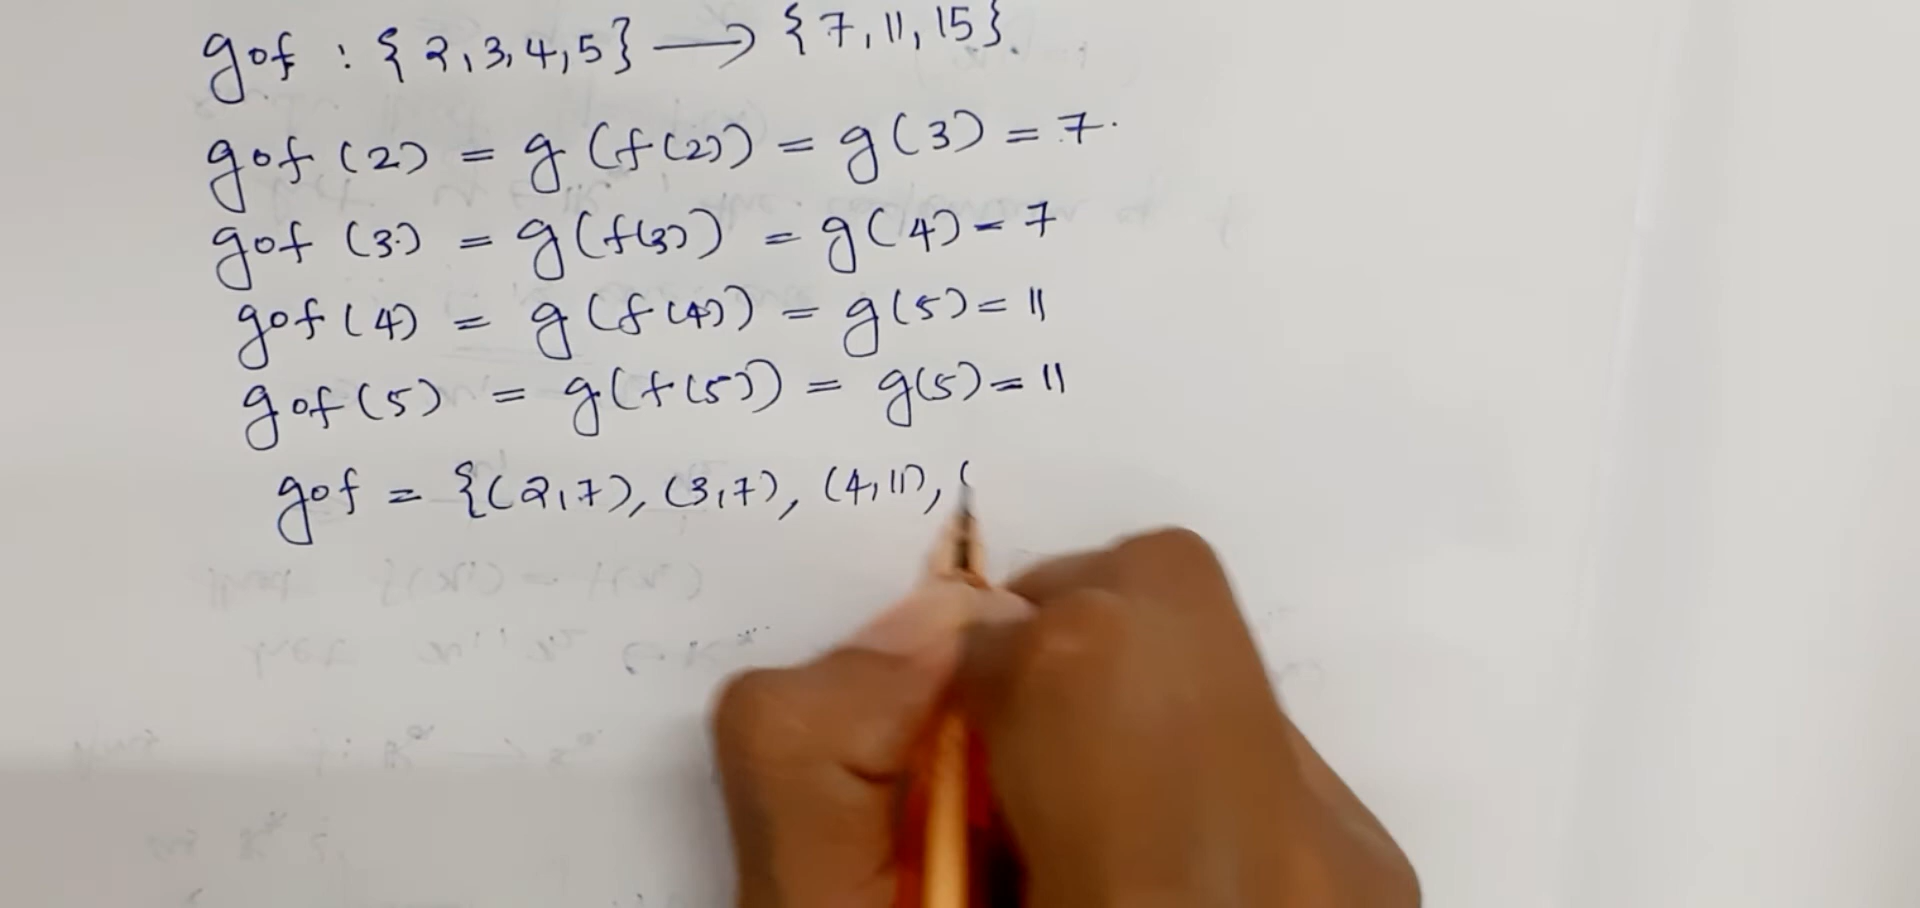 gof : {2,3,4,5} ⟶ {7,11,15}.
gof (2) = g (f(2)) = g(3) = 7.
gof (3) = g(f(3)) = g(4) = 7
gof (4) = g (f(4)) = g(5) = 11
gof (5) = g(f(5)) = g(5) = 11
gof = {(2,7), (3,7), (4,11), (